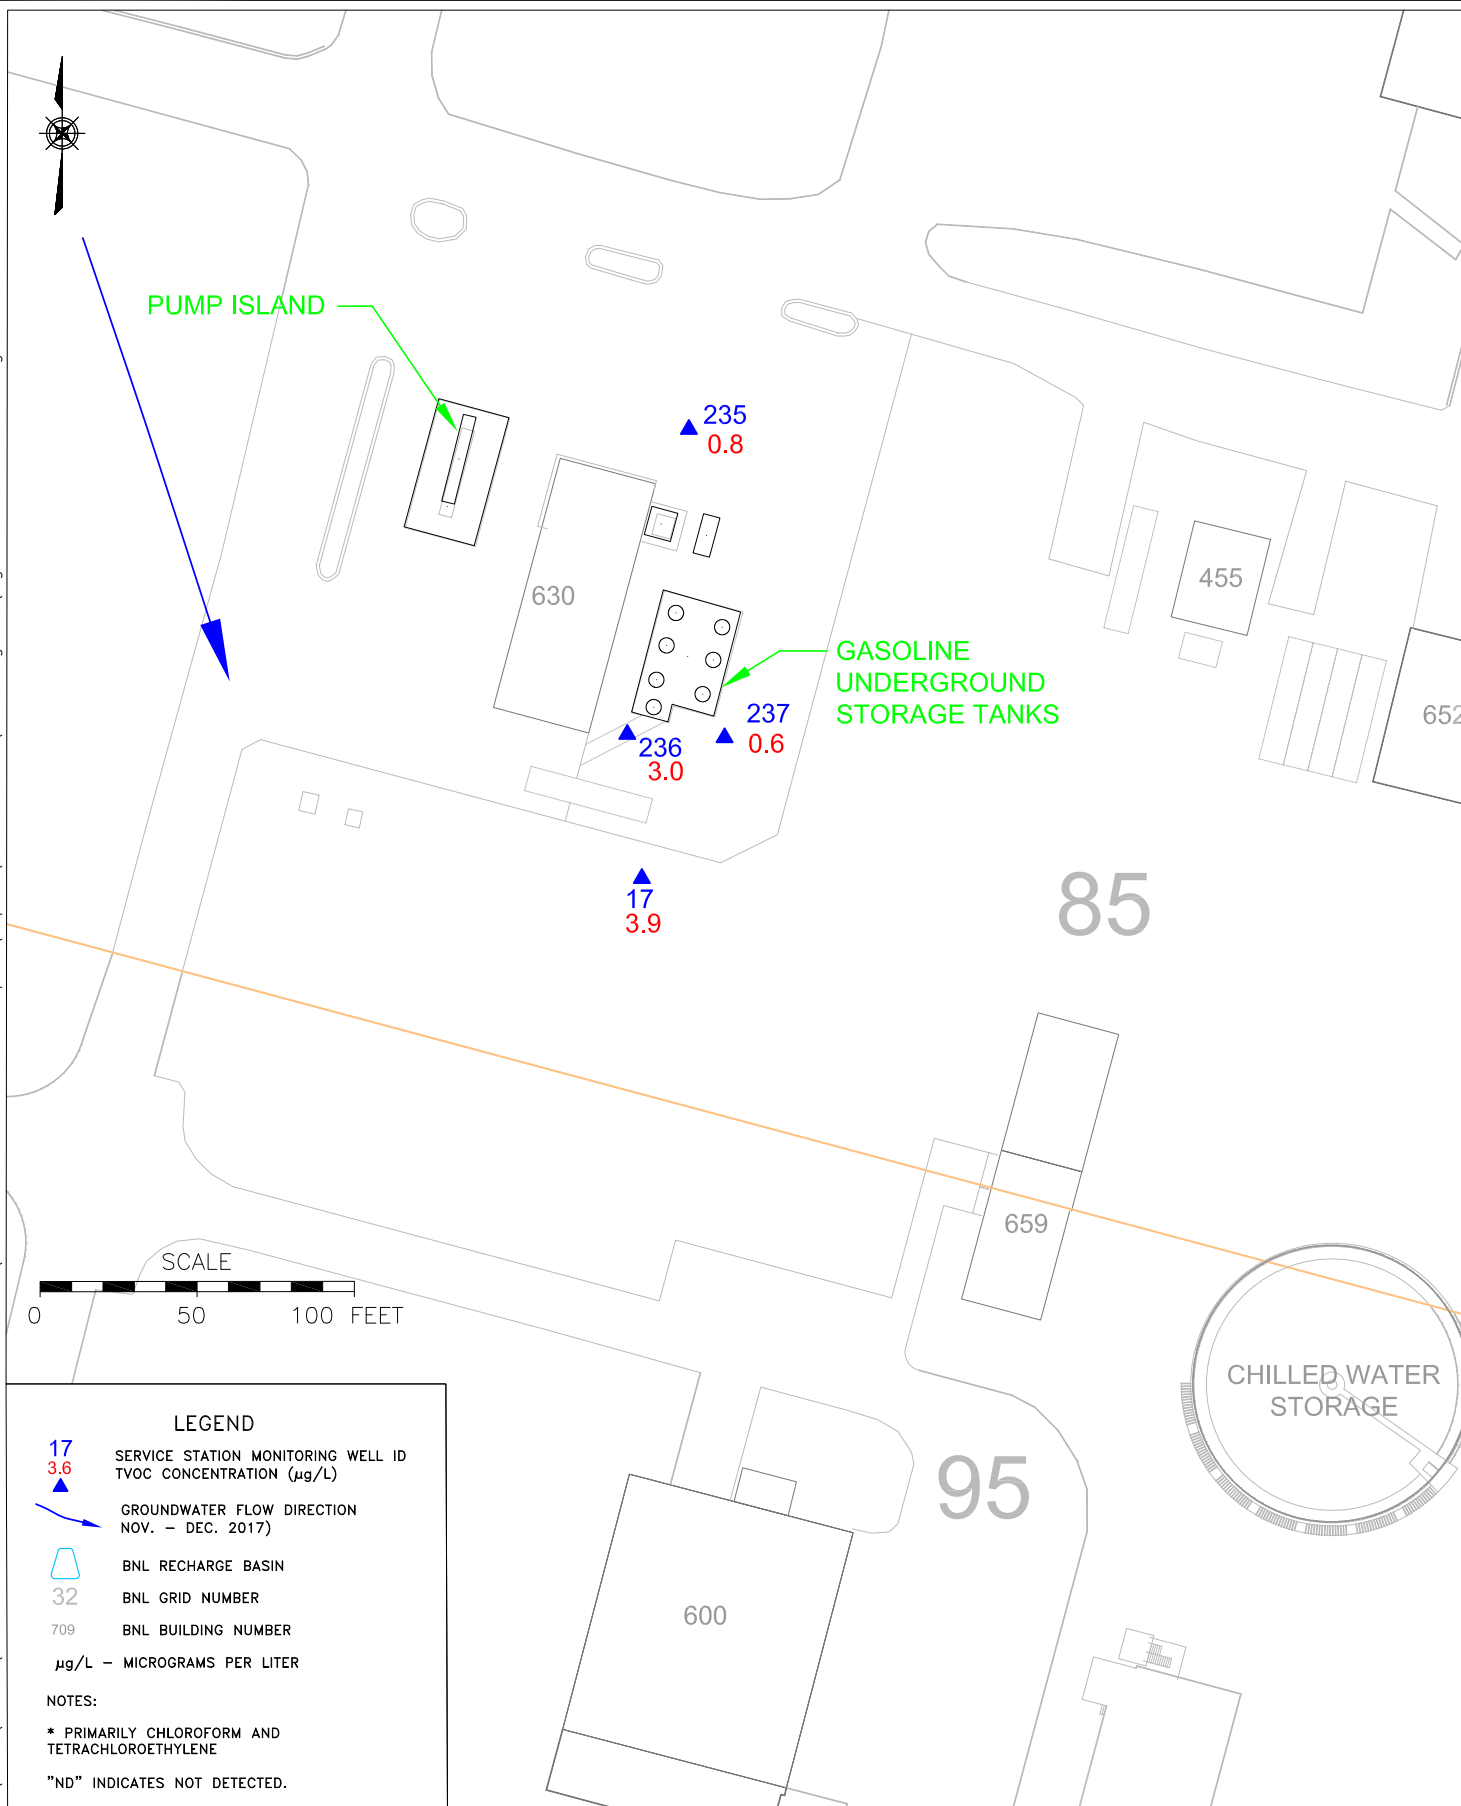 PUMP ISLAND
235
0.8
630
455
GASOLINE
UNDERGROUND
STORAGE TANKS
652
237
0.6
236
3.0
17
3.9
85
659
SCALE
0 50 100 FEET
CHILLED WATER
STORAGE
95
600
LEGEND
17
3.6
SERVICE STATION MONITORING WELL ID
TVOC CONCENTRATION (µg/L)
GROUNDWATER FLOW DIRECTION
NOV. – DEC. 2017)
BNL RECHARGE BASIN
32 BNL GRID NUMBER
709 BNL BUILDING NUMBER
µg/L – MICROGRAMS PER LITER
NOTES:
* PRIMARILY CHLOROFORM AND
TETRACHLOROETHYLENE
"ND" INDICATES NOT DETECTED.